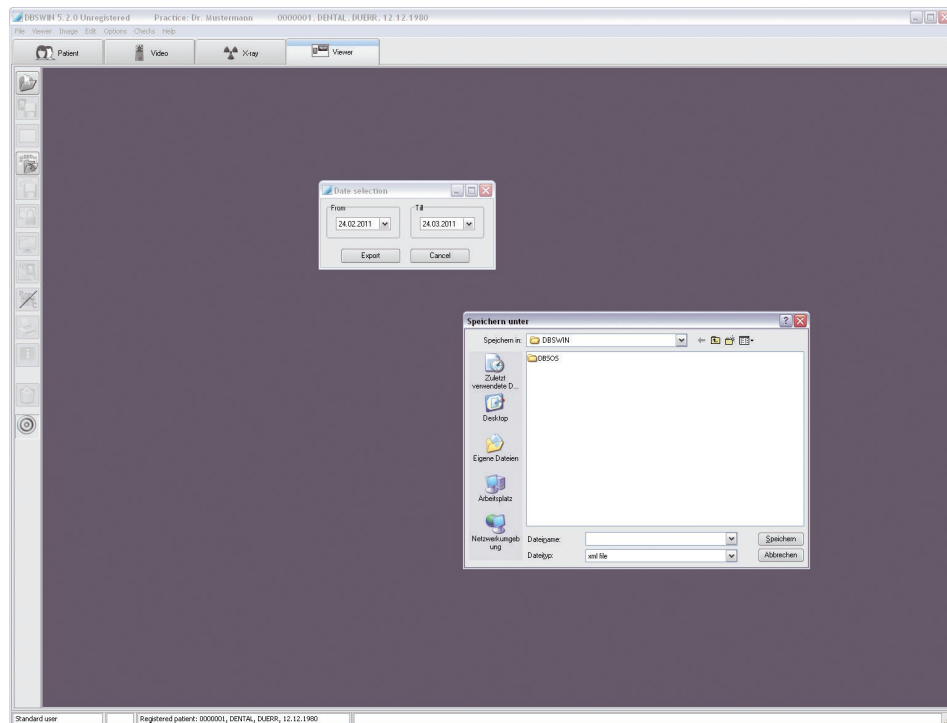 DBSWIN 5.2.0 Unregistered Practice: Dr. Mustermann 0000001, DENTAL, DUERR, 12.12.1980
File Viewer Image Edit Options Checks Help
Patient Video X-ray Viewer
Date selection
From Till
24.02.2011 24.03.2011
Export Cancel
Speichern unter
Speichern in: DBSWIN
DBSOS
Zuletzt
verwendete D...
Desktop
Eigene Dateien
Arbeitsplatz
Netzwerkumgeb
ung
Dateiname: Speichern
Dateityp: xml file Abbrechen
Standard user Registered patient: 0000001, DENTAL, DUERR, 12.12.1980